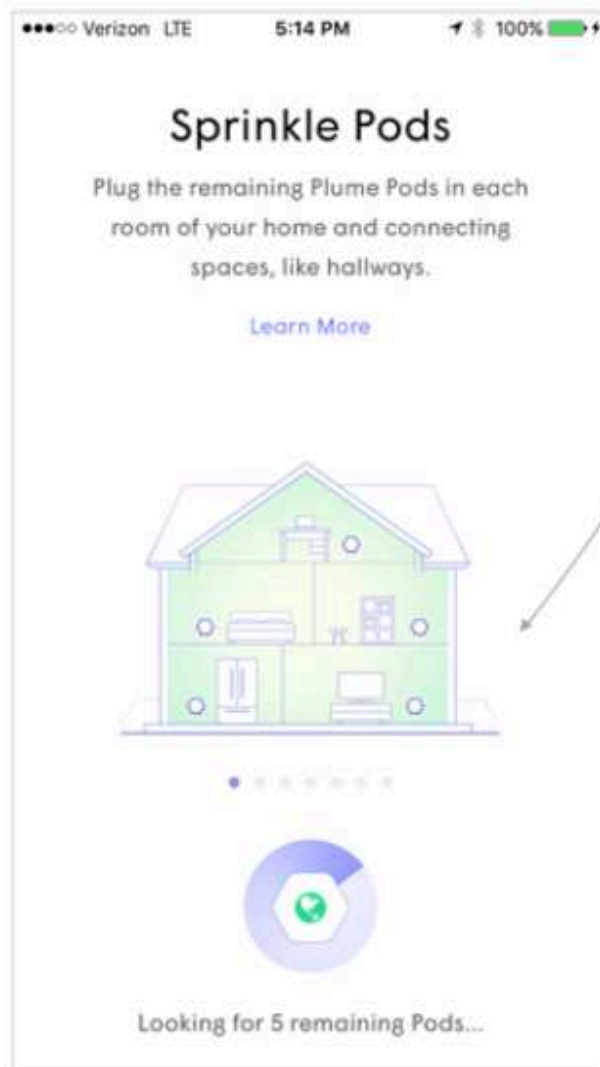 Verizon LTE 5:14 PM 100%
Sprinkle Pods
Plug the remaining Plume Pods in each
room of your home and connecting
spaces, like hallways.
Learn More
Looking for 5 remaining Pods...